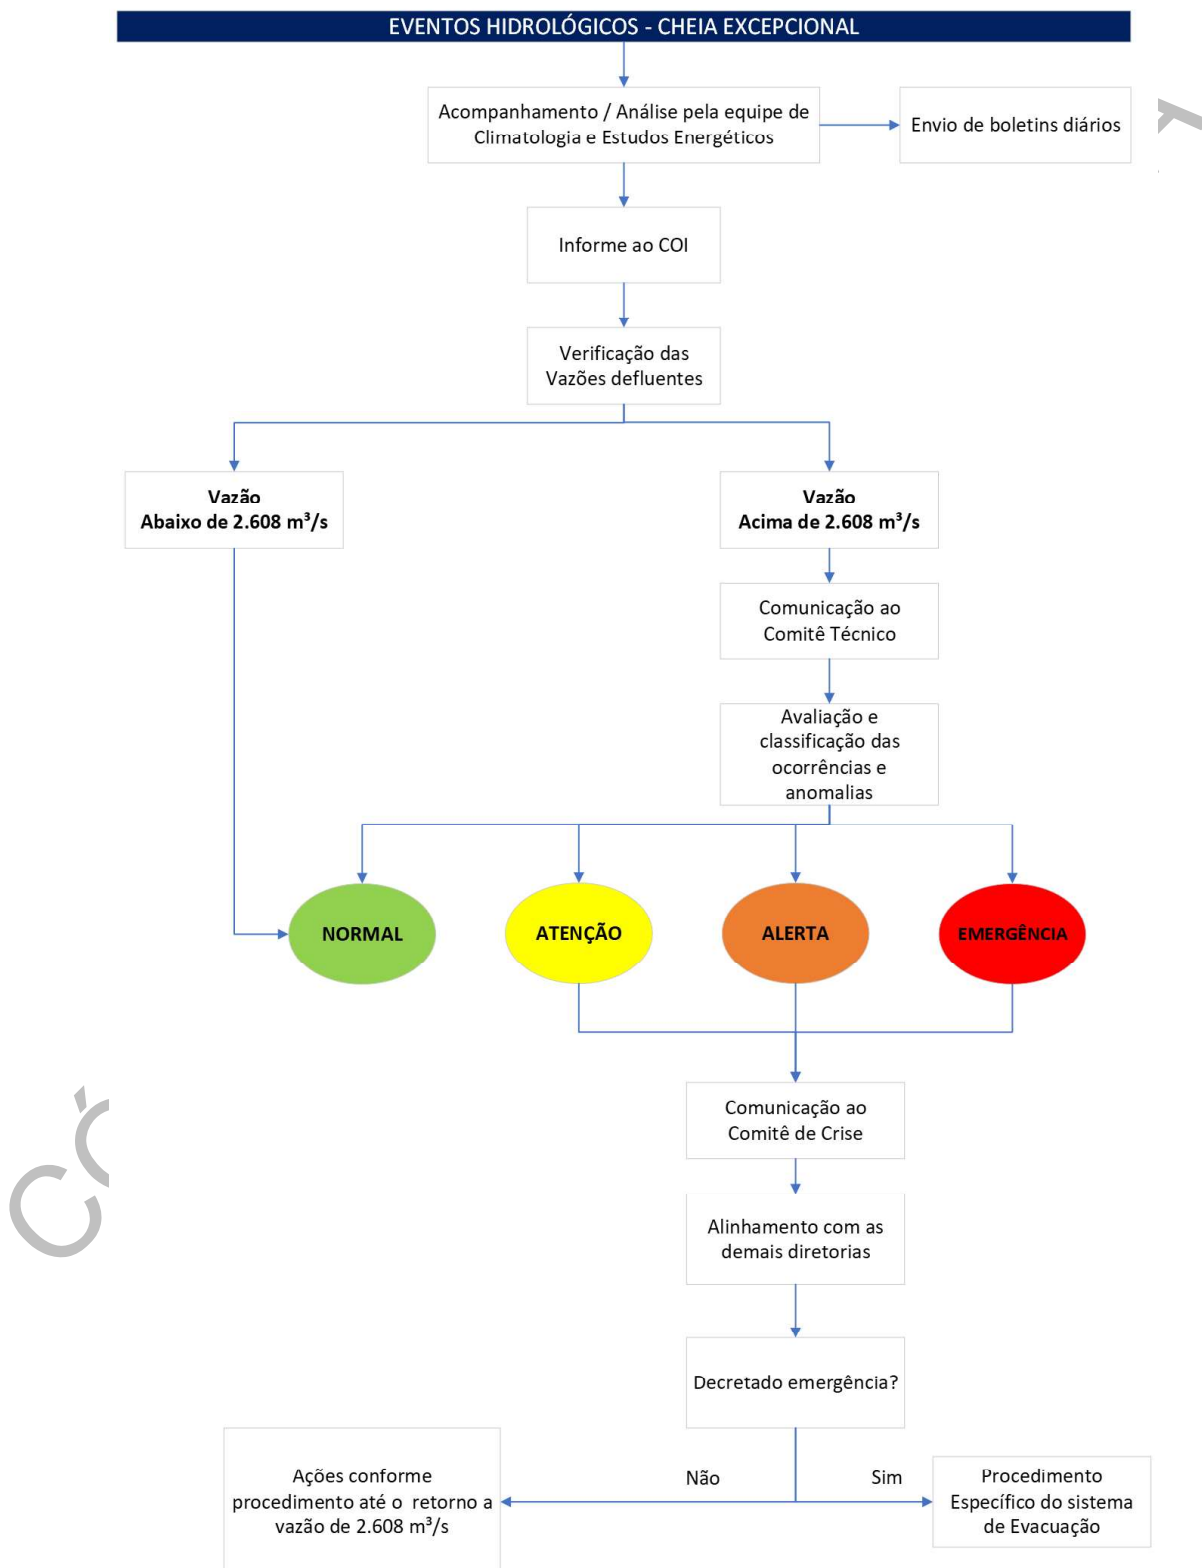 EVENTOS HIDROLÓGICOS - CHEIA EXCEPCIONAL
Acompanhamento / Análise pela equipe de
Climatologia e Estudos Energéticos
Envio de boletins diários
Informe ao COI
Verificação das
Vazões defluentes
Vazão
Abaixo de 2.608 m³/s
Vazão
Acima de 2.608 m³/s
Comunicação ao
Comitê Técnico
Avaliação e
classificação das
ocorrências e
anomalias
NORMAL
ATENÇÃO
ALERTA
EMERGÊNCIA
Comunicação ao
Comitê de Crise
Alinhamento com as
demais diretorias
Decretado emergência?
Não
Sim
Ações conforme
procedimento até o retorno a
vazão de 2.608 m³/s
Procedimento
Específico do sistema
de Evacuação